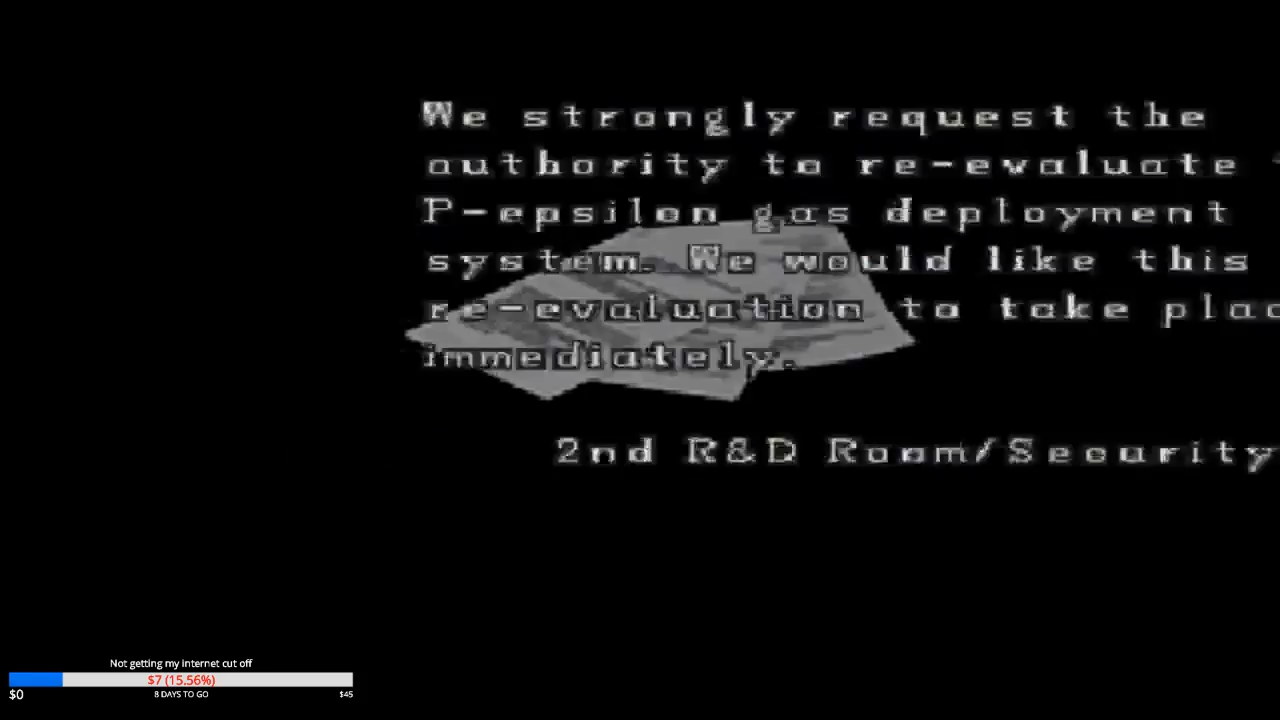 We strongly request the
authority to re-evaluate
P-epsilon gas deployment
system. We would like this
re-evaluation to take plac
immediately.
2nd R&D Room/Security
Not getting my internet cut off
$7 (15.56%)
$0 8 DAYS TO GO $45